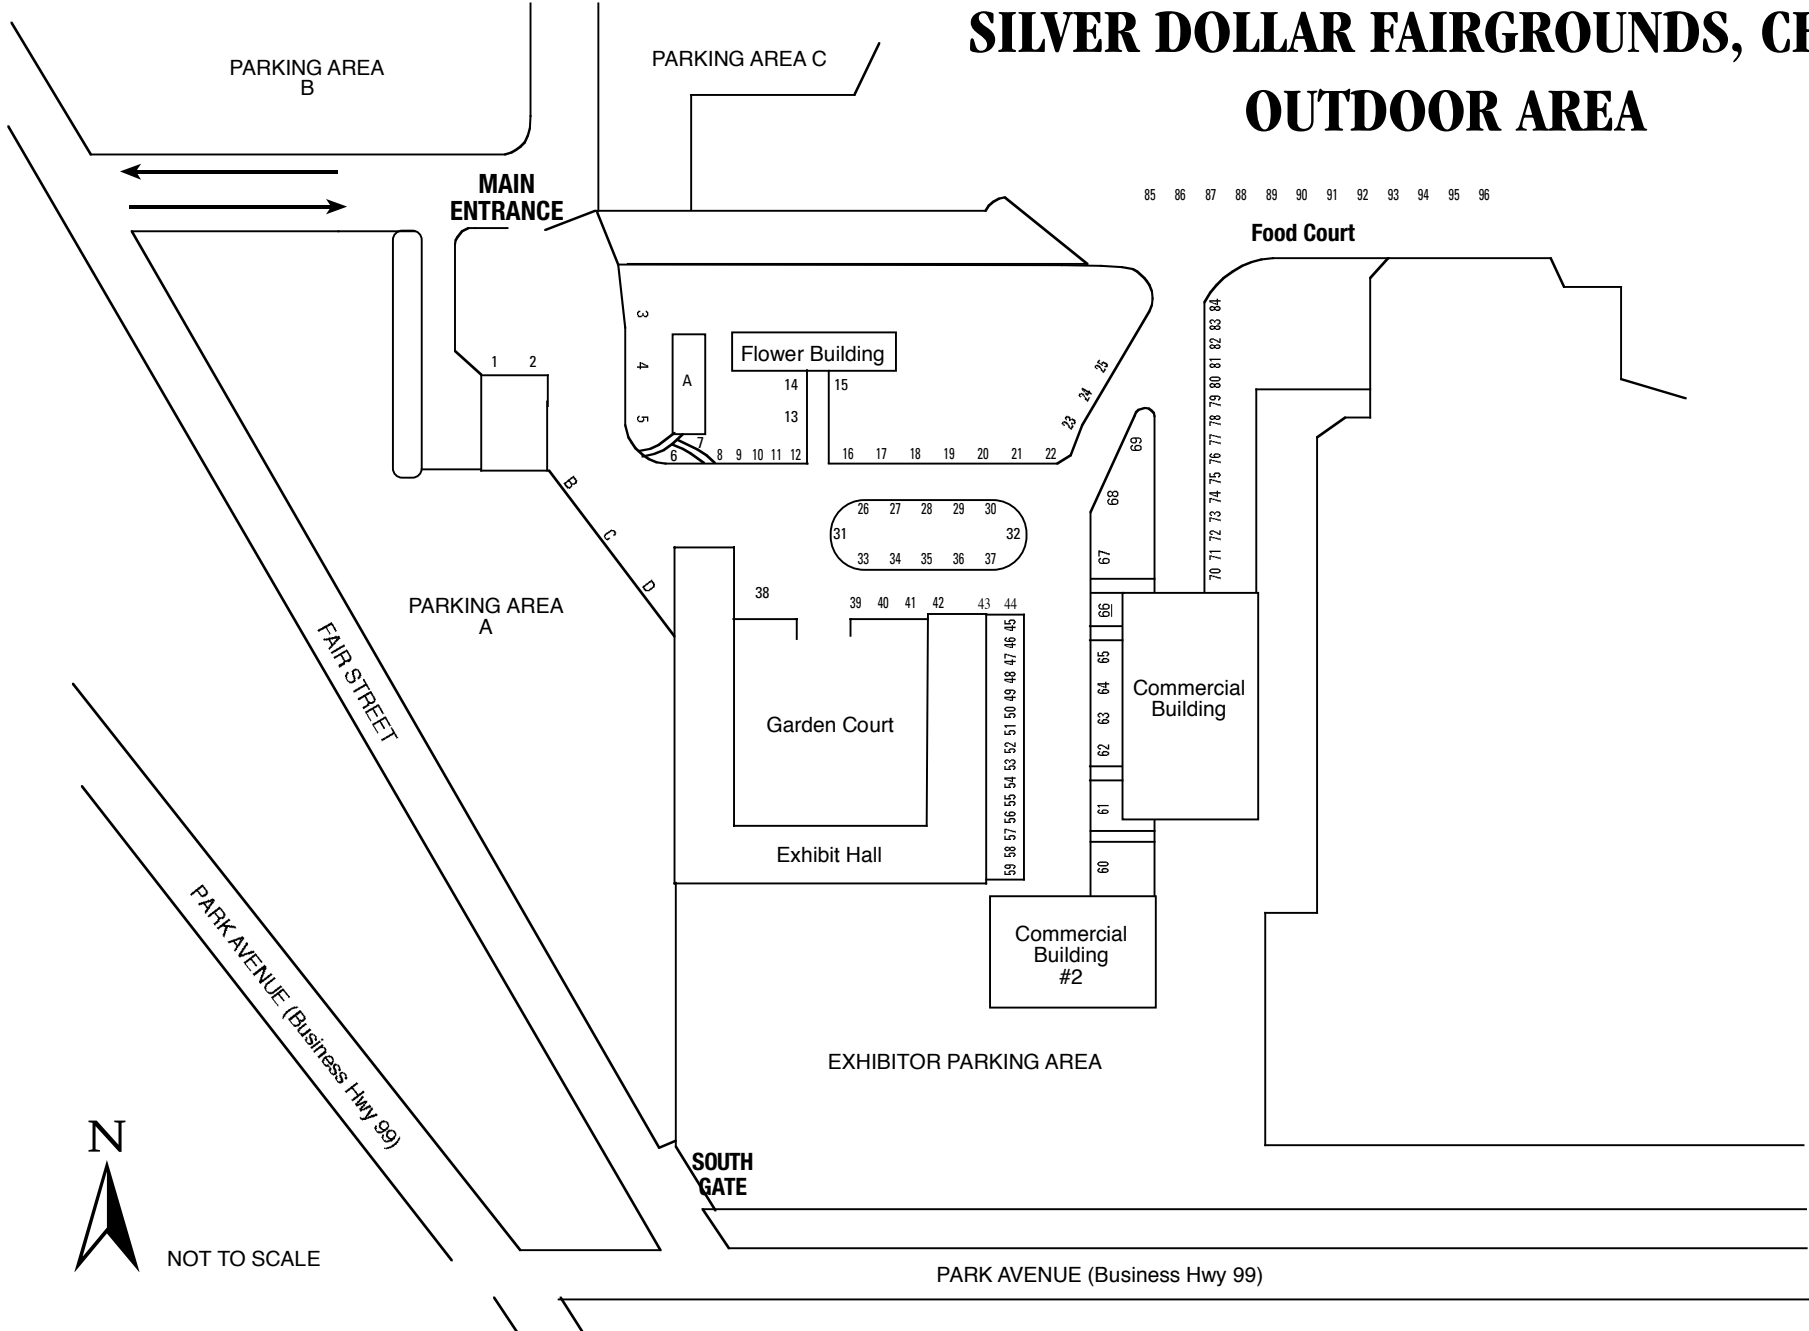 SILVER DOLLAR FAIRGROUNDS,
OUTDOOR AREA
PARKING AREA
B
PARKING AREA C
MAIN
ENTRANCE
85 86 87 88 89 90 91 92 93 94 95 96
Food Court
3
4
5
1 2
A
Flower Building
14 15
13
6
7
8 9 10 11 12
16 17 18 19 20 21 22
23
24
25
84
83
82
81
80
79
78
77
76
75
74
73
72
71
70
69
68
67
66
65
64
63
62
61
60
B
C
D
26 27 28 29 30
31 32
33 34 35 36 37
38
39 40 41 42 43 44
45
46
47
48
49
50
51
52
53
54
55
56
57
58
59
PARKING AREA
A
FAIR STREET
Garden Court
Exhibit Hall
Commercial
Building
Commercial
Building
#2
EXHIBITOR PARKING AREA
PARK AVENUE (Business Hwy 99)
N
NOT TO SCALE
SOUTH
GATE
PARK AVENUE (Business Hwy 99)